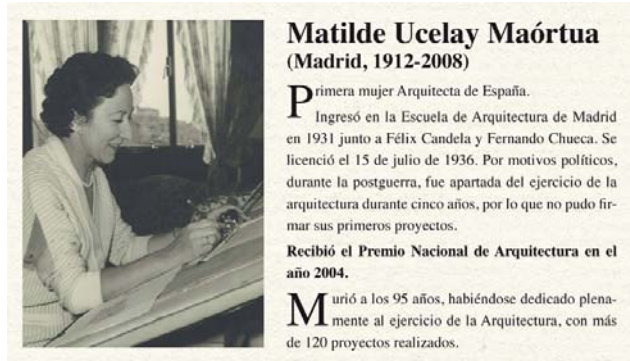 Matilde Ucelay Maórtua
(Madrid, 1912-2008)
Primera mujer Arquitecta de España.
Ingresó en la Escuela de Arquitectura de Madrid
en 1931 junto a Félix Candela y Fernando Chueca. Se
licenció el 15 de julio de 1936. Por motivos políticos,
durante la postguerra, fue apartada del ejercicio de la
arquitectura durante cinco años, por lo que no pudo fir-
mar sus primeros proyectos.
Recibió el Premio Nacional de Arquitectura en el
año 2004.
Murió a los 95 años, habiéndose dedicado plena-
mente al ejercicio de la Arquitectura, con más
de 120 proyectos realizados.